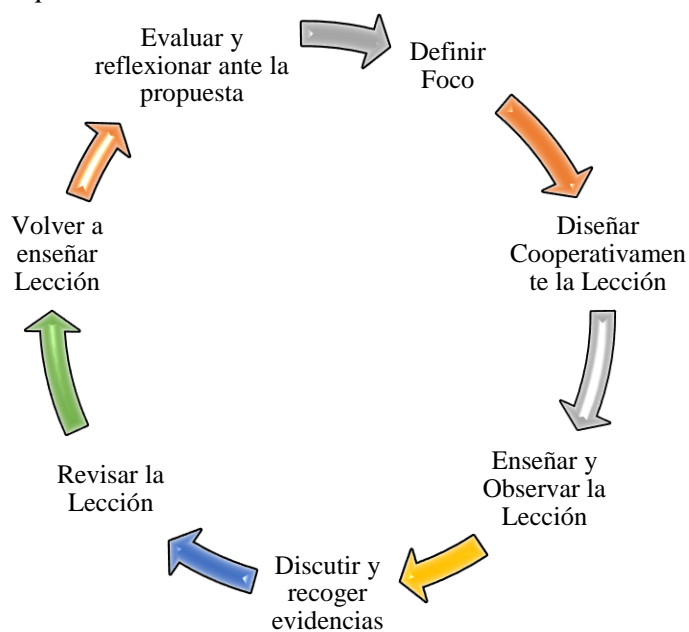 Evaluar y
reflexionar ante la
propuesta
Definir
Foco
Diseñar
Cooperativamen
te la Lección
Enseñar y
Observar la
Lección
Discutir y
recoger
evidencias
Revisar la
Lección
Volver a
enseñar
Lección